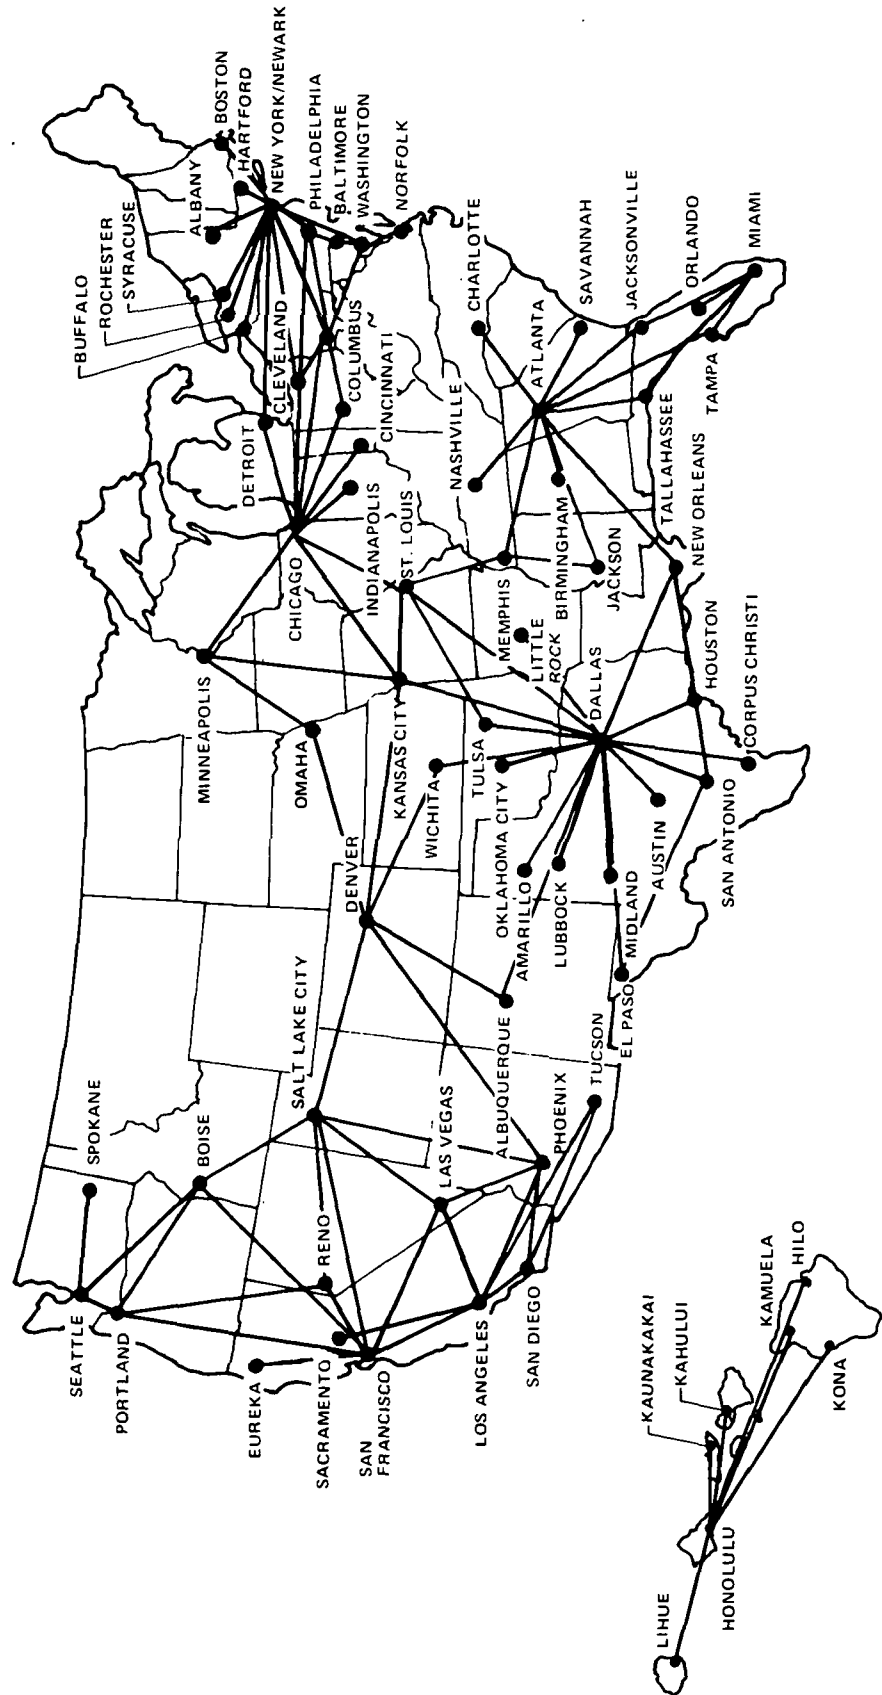 SEATTLE
PORTLAND
SPOKANE
BOISE
EUREKA
SACRAMENTO
SAN
FRANCISCO
RENO
SALT LAKE CITY
LAS VEGAS
LOS ANGELES
SAN DIEGO
PHOENIX
TUCSON
ALBUQUERQUE
EL PASO
DENVER
MINNEAPOLIS
OMAHA
KANSAS CITY
WICHITA
TULSA
OKLAHOMA CITY
AMARILLO
LUBBOCK
MIDLAND
AUSTIN
SAN ANTONIO
DALLAS
HOUSTON
CORPUS CHRISTI
LITTLE
ROCK
MEMPHIS
CHICAGO
INDIANAPOLIS
ST. LOUIS
DETROIT
CLEVELAND
COLUMBUS
CINCINNATI
NASHVILLE
BIRMINGHAM
JACKSON
NEW ORLEANS
TALLAHASSEE
ATLANTA
CHARLOTTE
SAVANNAH
JACKSONVILLE
ORLANDO
TAMPA
MIAMI
BUFFALO
ROCHESTER
SYRACUSE
ALBANY
BOSTON
HARTFORD
NEW YORK/NEWARK
PHILADELPHIA
BALTIMORE
WASHINGTON
NORFOLK
LIHUE
HONOLULU
KAUNAKAKAI
KAHULUI
KAMUELA
HILO
KONA